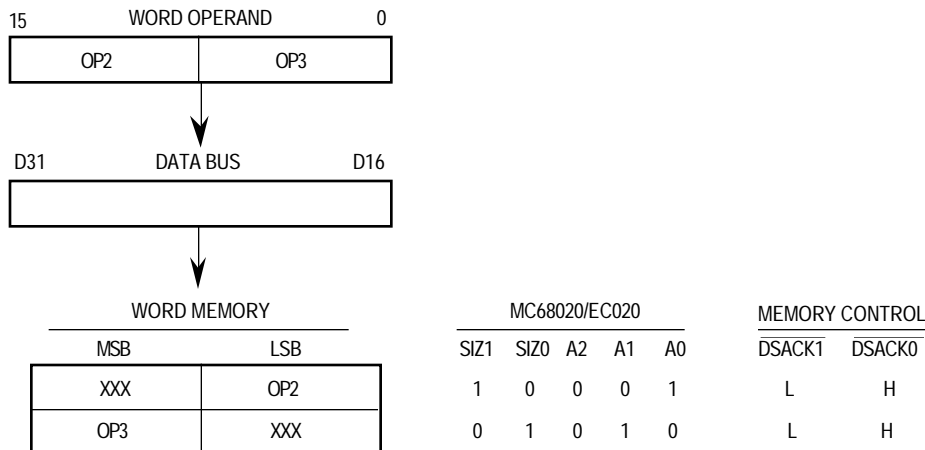 15 WORD OPERAND 0
OP2 OP3
D31 DATA BUS D16
WORD MEMORY MC68020/EC020 MEMORY CONTROL
MSB LSB SIZ1 SIZ0 A2 A1 A0 DSACK1 DSACK0
XXX OP2 1 0 0 0 1 L H
OP3 XXX 0 1 0 1 0 L H